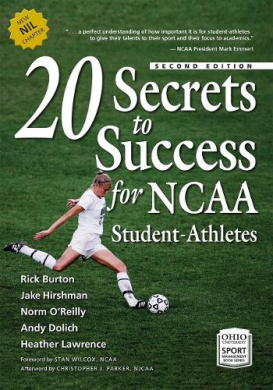 NEW
NIL
CHAPTER
" . . . a perfect understanding of how important it is for student-athletes
to give their talents to their sport and their focus to academics."
— NCAA President Mark Emmert
SECOND EDITION
20 Secrets
to
Success
for NCAA
Student-Athletes
Rick Burton
Jake Hirshman
Norm O'Reilly
Andy Dolich
Heather Lawrence
Foreword by STAN WILCOX, NCAA
Afterword by CHRISTOPHER J. PARKER, NJCAA
OHIO
UNIVERSITY
SPORT
MANAGEMENT
BOOK SERIES